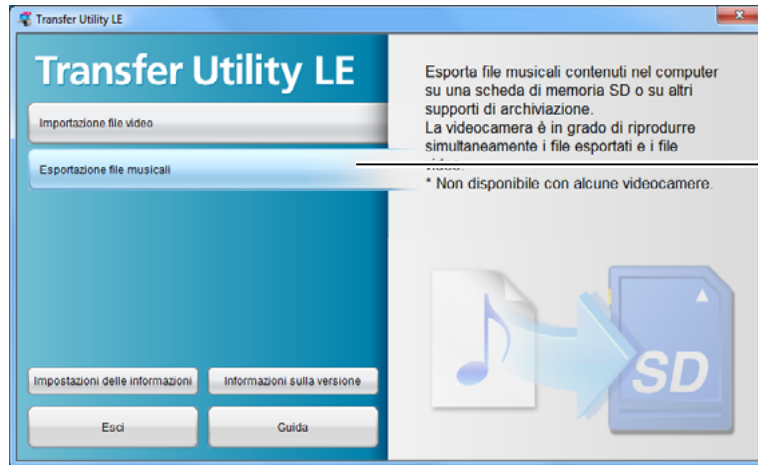 Transfer Utility LE
Transfer Utility LE
Importazione file video
Esportazione file musicali
Esporta file musicali contenuti nel computer
su una scheda di memoria SD o su altri
supporti di archiviazione.
La videocamera è in grado di riprodurre
simultaneamente i file esportati e i file
video.
* Non disponibile con alcune videocamere.
SD
Impostazioni delle informazioni
Informazioni sulla versione
Esci
Guida